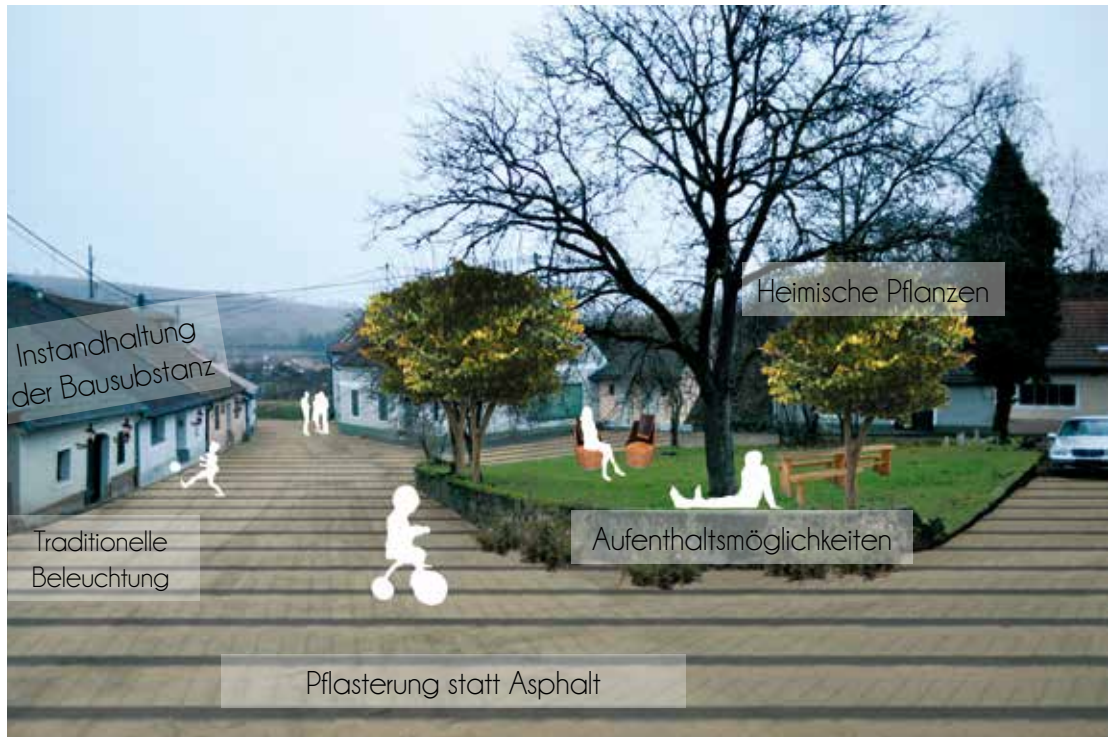 Heimische Pflanzen
Instandhaltung
der Bausubstanz
Traditionelle
Beleuchtung
Aufenthaltsmöglichkeiten
Pflasterung statt Asphalt